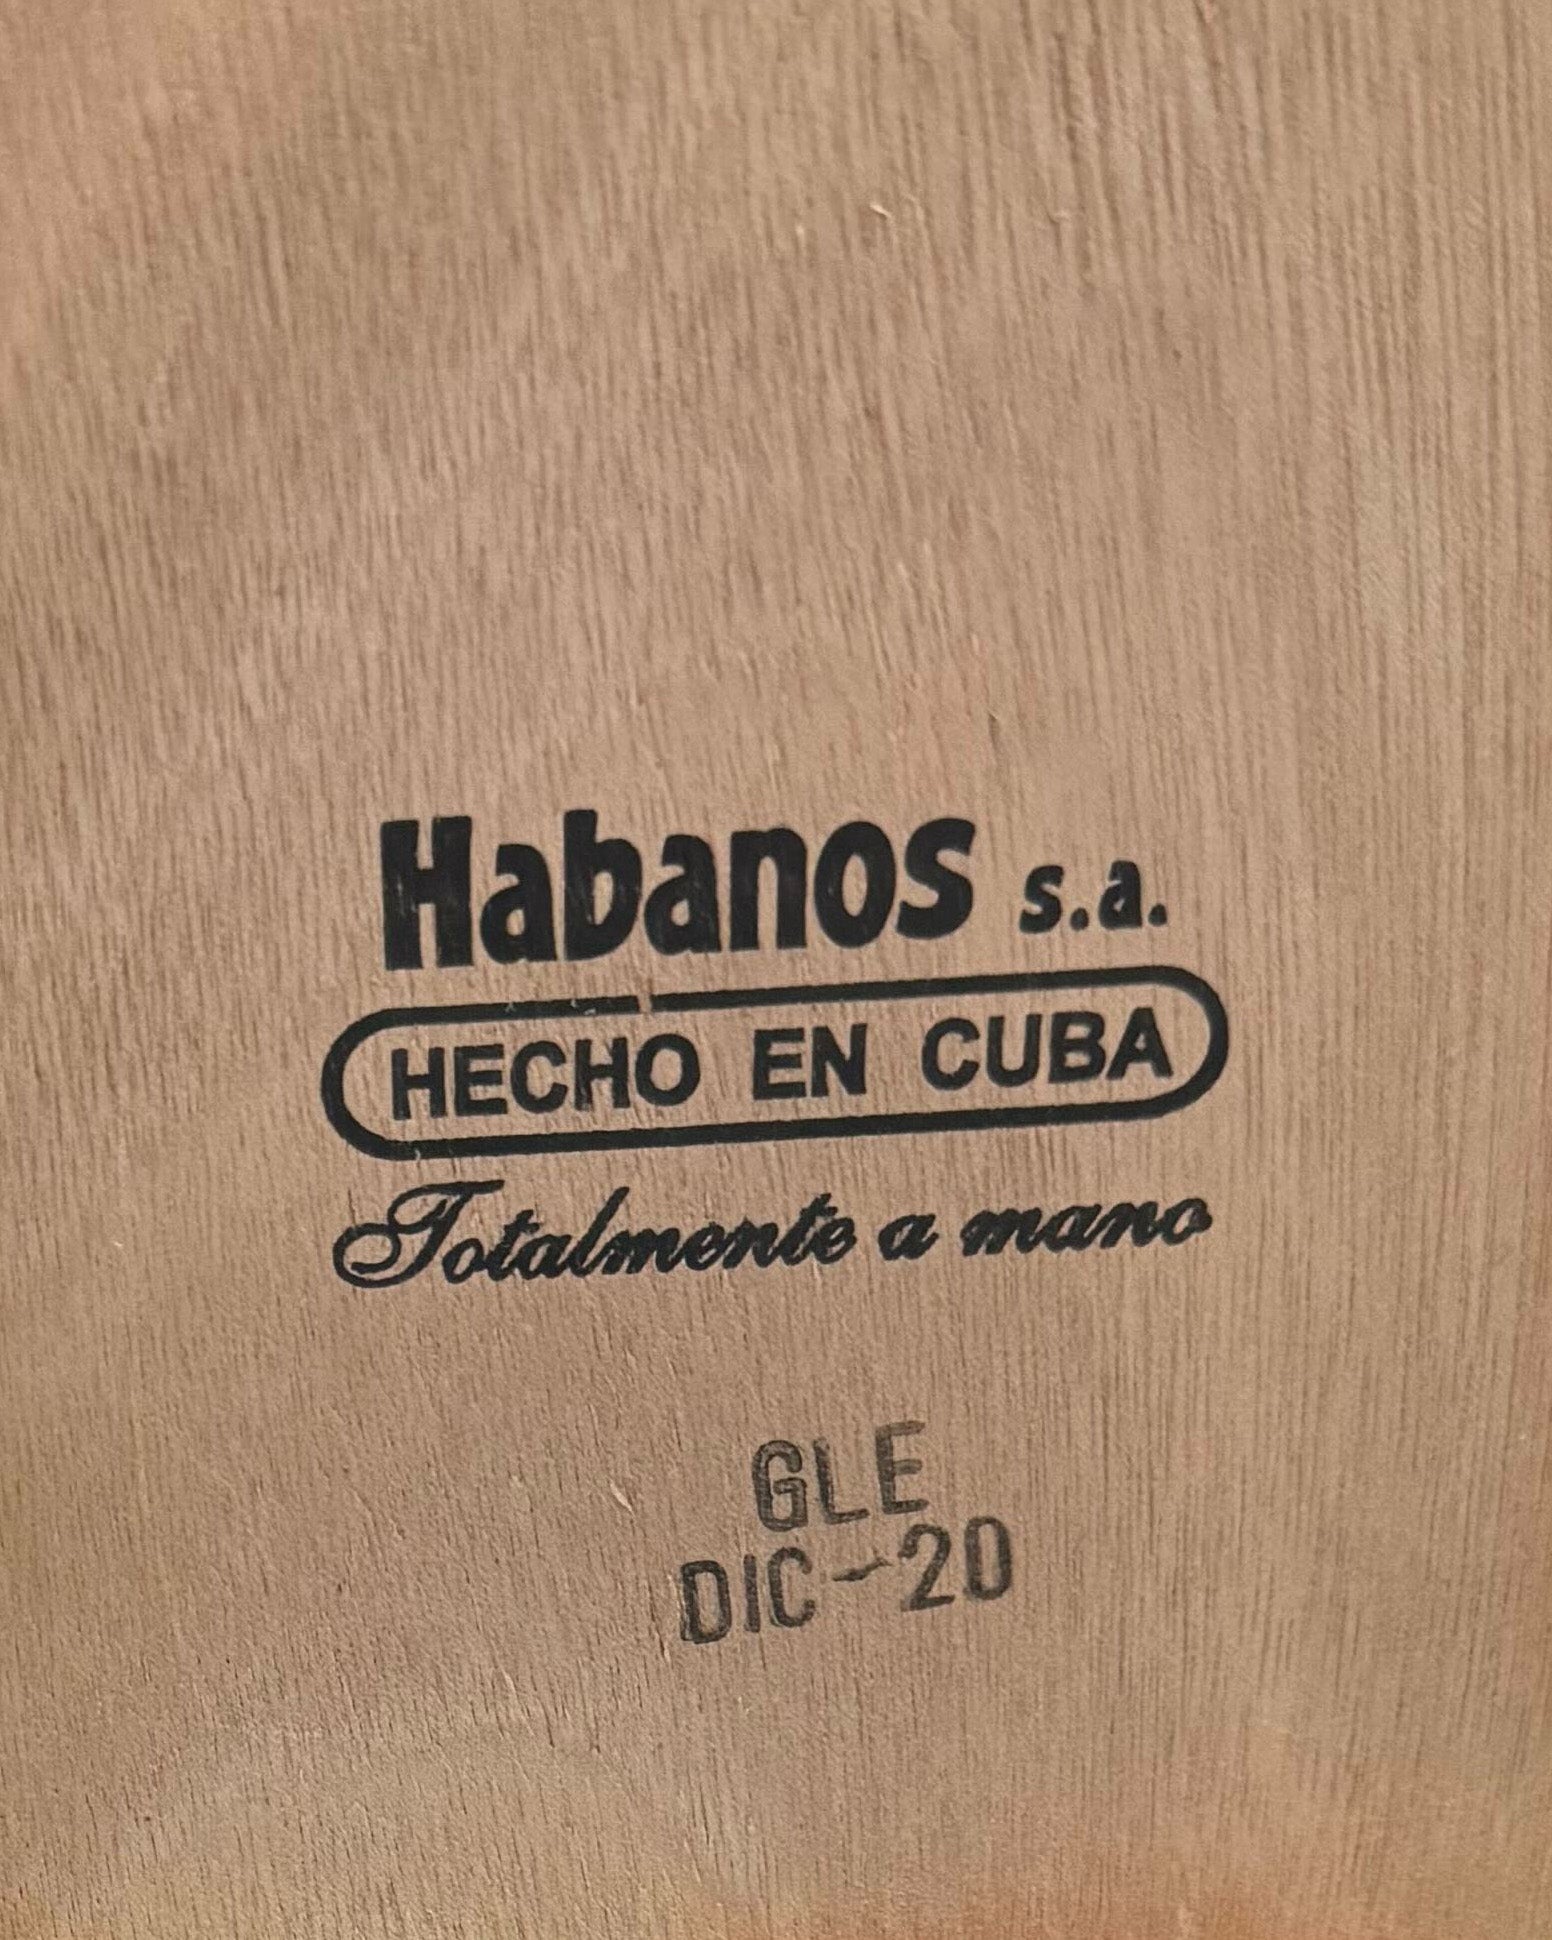 Habanos s.a.
HECHO EN CUBA
Totalmente a mano
GLE
DIC-20